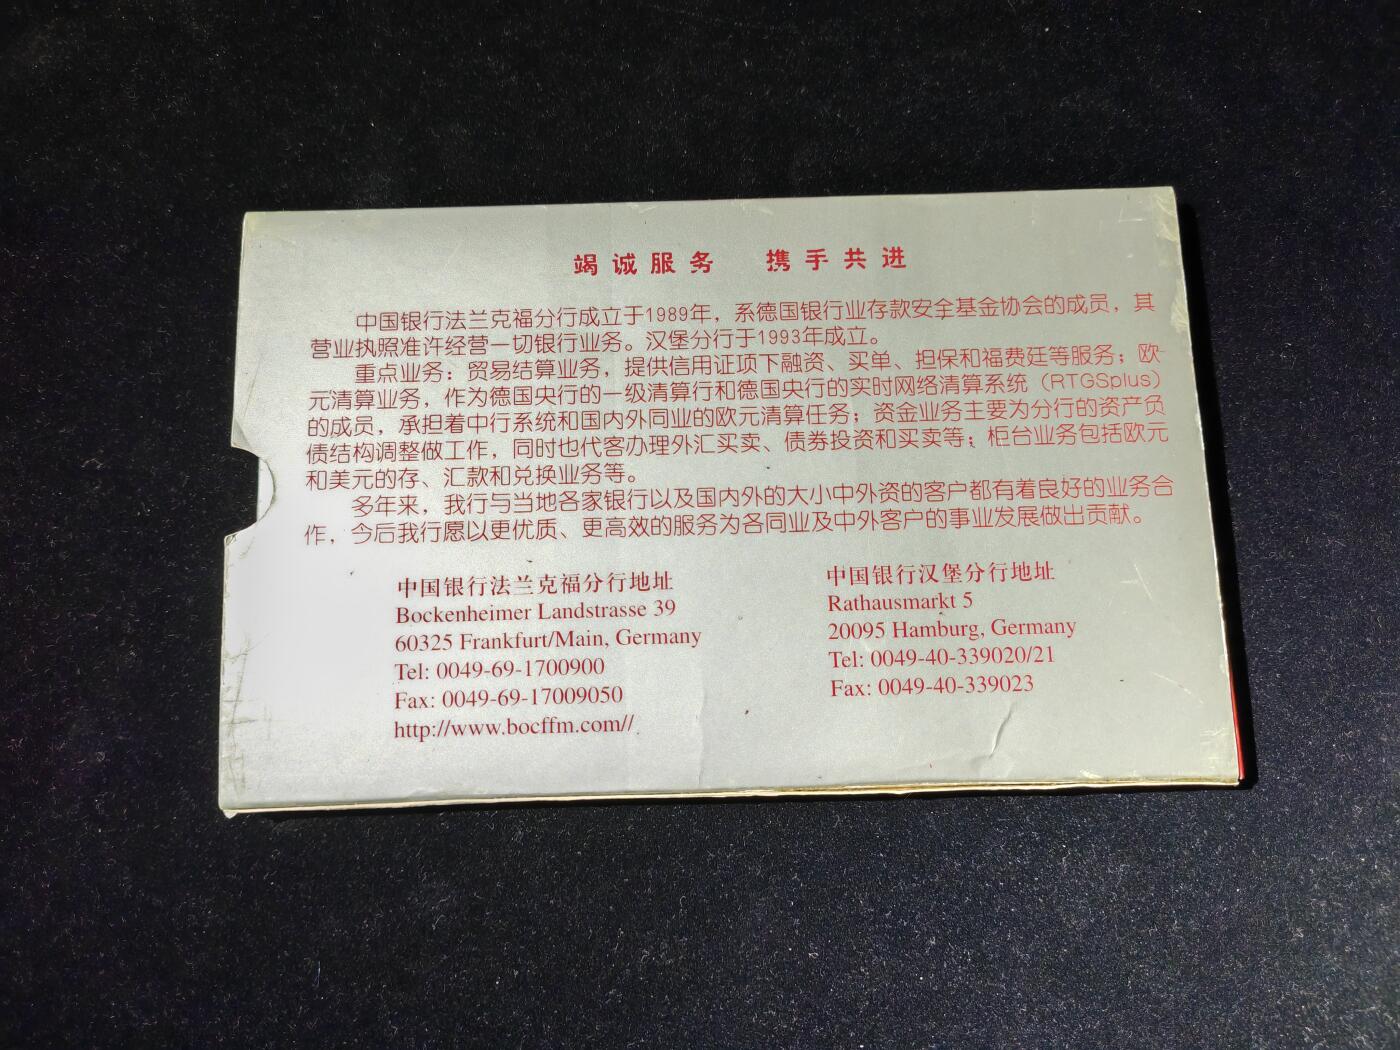 竭诚服务 携手共进
中国银行法兰克福分行成立于1989年，系德国银行业存款安全基金协会的成员，其
营业执照准许经营一切银行业务。汉堡分行于1993年成立。
重点业务：贸易结算业务，提供信用证项下融资、买单、担保和福费廷等服务；欧
元清算业务，作为德国央行的一级清算行和德国央行的实时网络清算系统（RTGSplus）
的成员，承担着中行系统和国内外同业的欧元清算任务；资金业务主要为分行的资产负
债结构调整做工作，同时也代客办理外汇买卖、债券投资和买卖等；柜台业务包括欧元
和美元的存、汇款和兑换业务等。
多年来，我行与当地各家银行以及国内外的大小中外资的客户都有着良好的业务合
作，今后我行愿以更优质、更高效的服务为各同业及中外客户的事业发展做出贡献。
中国银行法兰克福分行地址
Bockenheimer Landstrasse 39
60325 Frankfurt/Main, Germany
Tel: 0049-69-1700900
Fax: 0049-69-17009050
http://www.bocffm.com//
中国银行汉堡分行地址
Rathausmarkt 5
20095 Hamburg, Germany
Tel: 0049-40-339020/21
Fax: 0049-40-339023